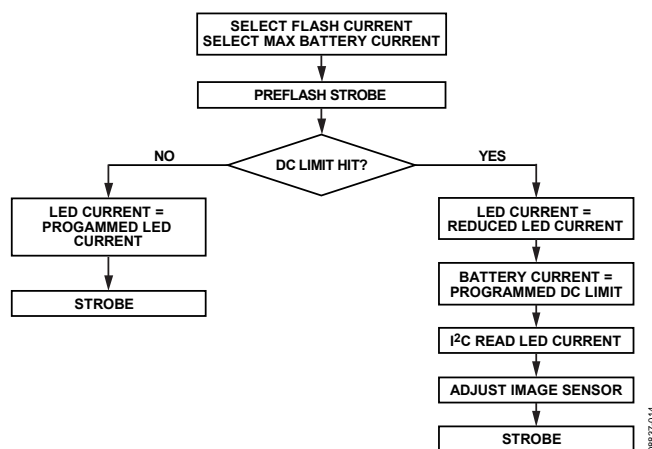 SELECT FLASH CURRENT
SELECT MAX BATTERY CURRENT
PREFLASH STROBE
DC LIMIT HIT?
NO
YES
LED CURRENT =
PROGAMMED LED
CURRENT
STROBE
LED CURRENT =
REDUCED LED CURRENT
BATTERY CURRENT =
PROGRAMMED DC LIMIT
I²C READ LED CURRENT
ADJUST IMAGE SENSOR
STROBE